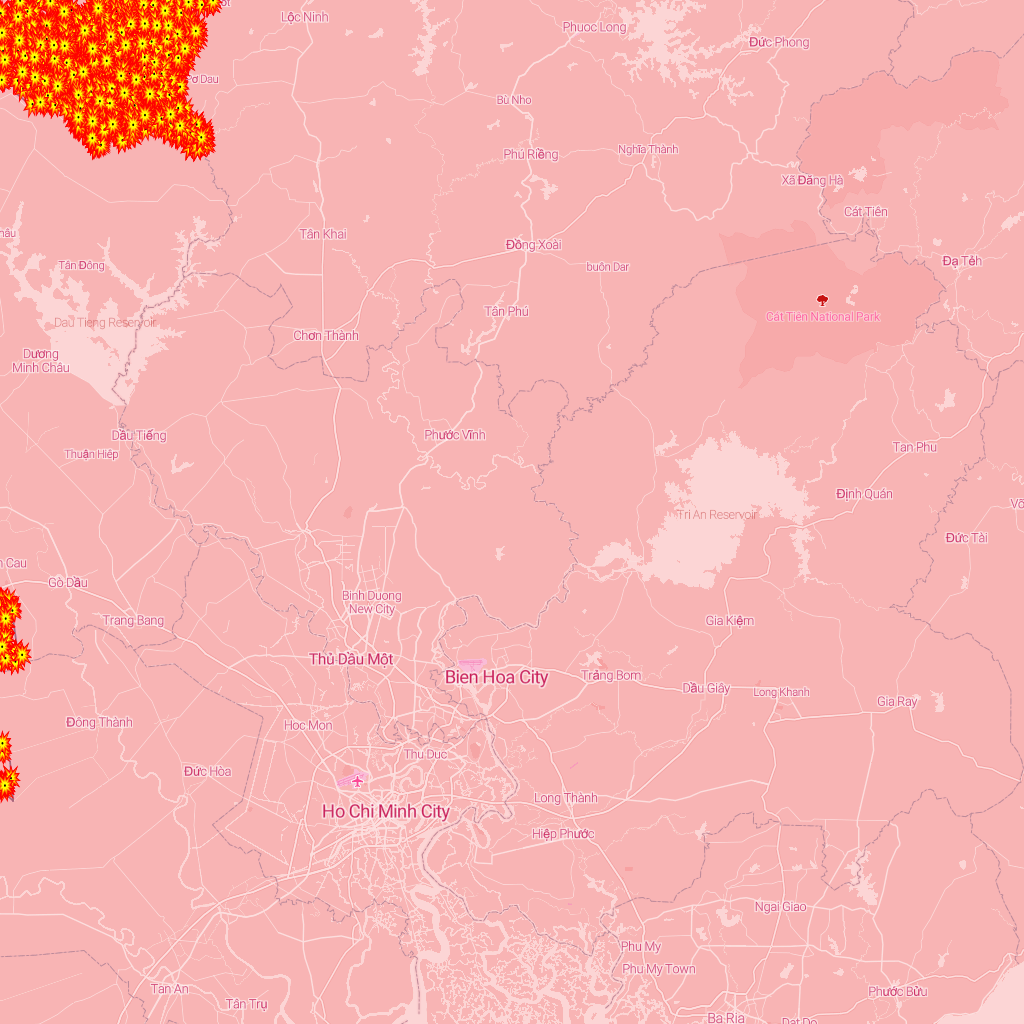 Lộc Ninh
Phuoc Long
Đức Phong
Bù Nho
Nghĩa Thành
Phú Riềng
Xã Đăng Hà
Cát Tiên
Tân Khai
Đồng Xoài
Tân Đông
buôn Dar
Đạ Tẻh
Tân Phú
Dau Tieng Reservoir
Cát Tiên National Park
Chơn Thành
Dương
Minh Châu
Dầu Tiếng
Phước Vĩnh
Thuận Hiệp
Tan Phu
Định Quán
Tri An Reservoir
Đức Tài
Gò Dầu
Binh Duong
New City
Trang Bang
Gia Kiệm
Thủ Dầu Một
Bien Hoa City
Trảng Bom
Dầu Giây
Long Khanh
Gia Ray
Đông Thành
Hoc Mon
Thu Duc
Đức Hòa
Long Thành
Ho Chi Minh City
Hiệp Phước
Ngai Giao
Phu My
Phu My Town
Tan An
Tân Trụ
Phước Bửu
Ba Ria
Dat Do